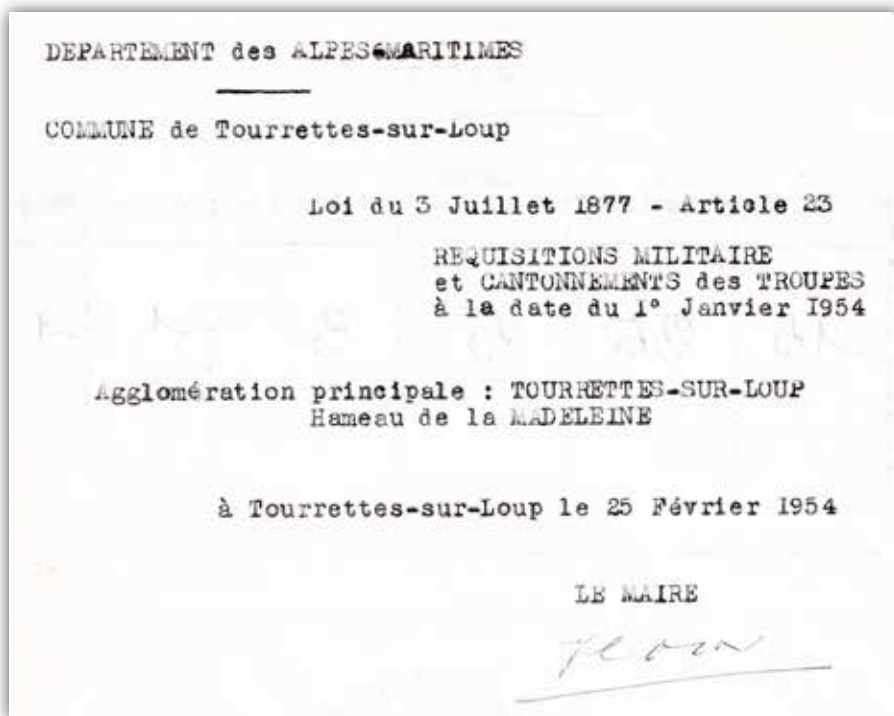 DEPARTEMENT des ALPES-MARITIMES
COMMUNE de Tourrettes-sur-Loup
Loi du 3 Juillet 1877 - Article 23
REQUISITIONS MILITAIRE
et CANTONNEMENTS des TROUPES
à la date du 1° Janvier 1954
Agglomération principale : TOURRETTES-SUR-LOUP
Hameau de la MADELEINE
à Tourrettes-sur-Loup le 25 Février 1954
LE MAIRE